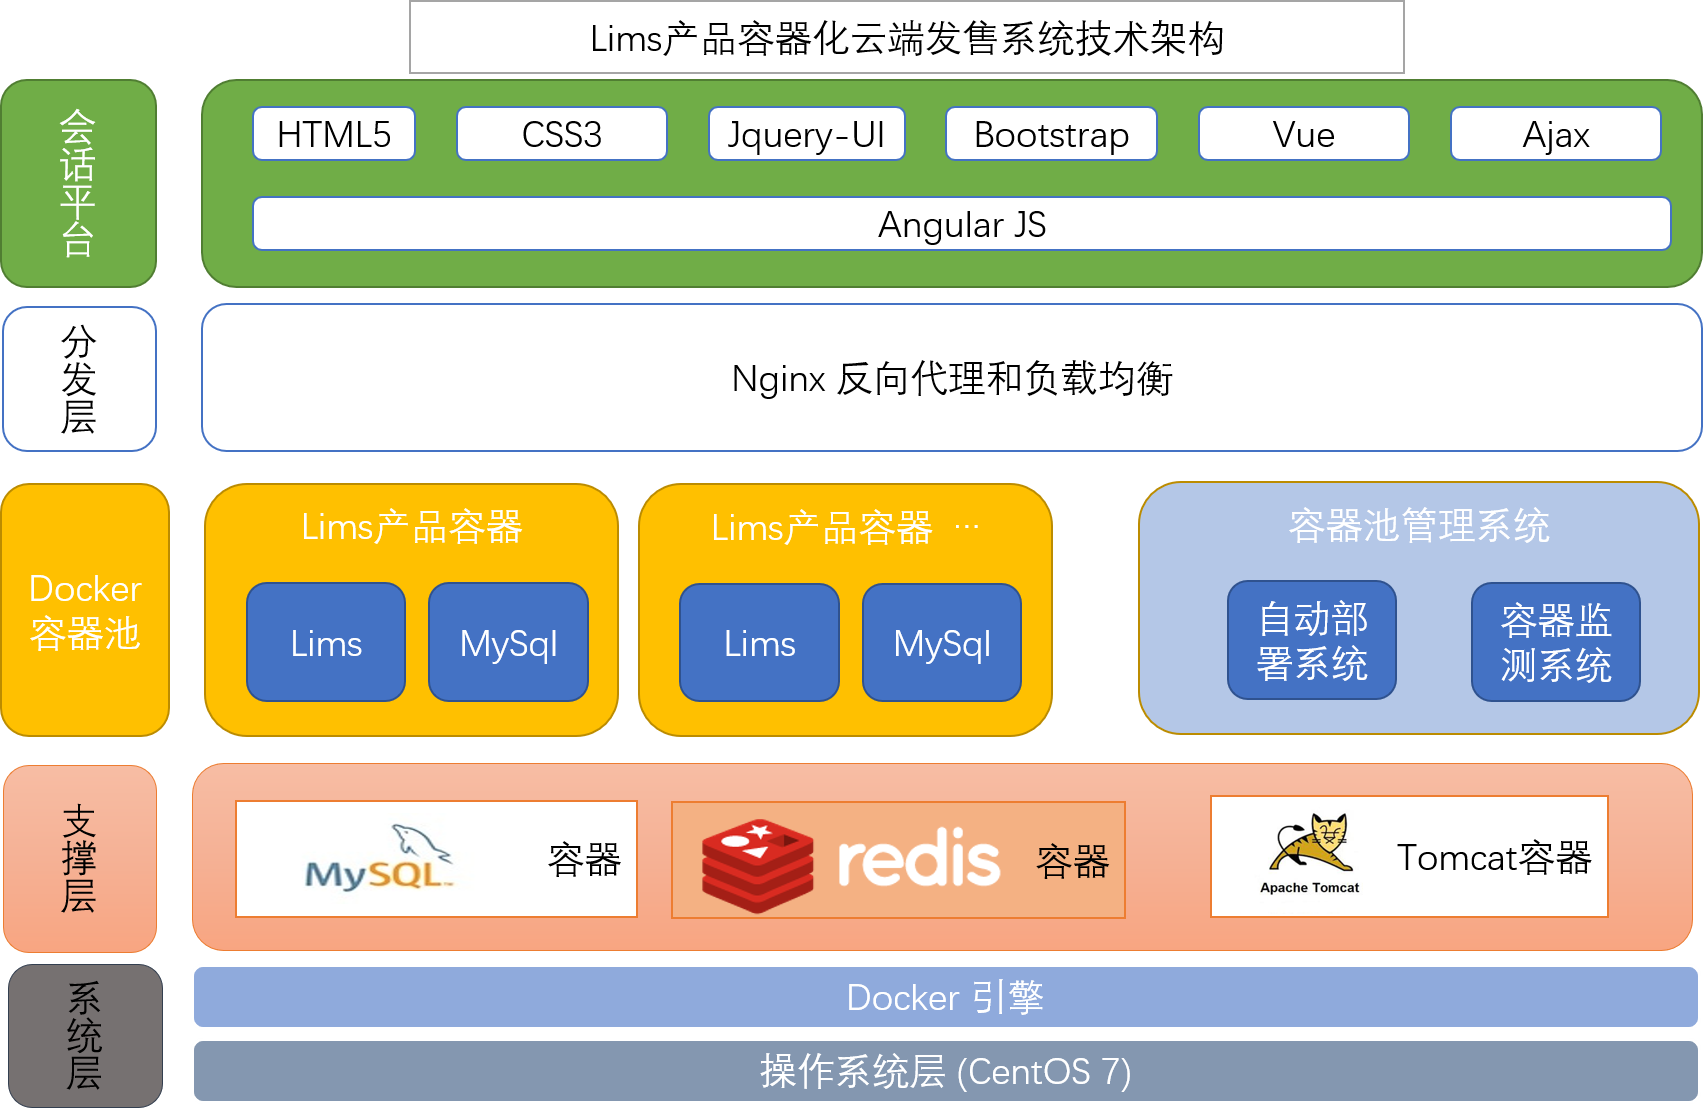 Lims产品容器化云端发售系统技术架构
会话平台
HTML5
CSS3
Jquery-UI
Bootstrap
Vue
Ajax
Angular JS
分发层
Nginx 反向代理和负载均衡
Docker
容器池
Lims产品容器
Lims
MySql
Lims产品容器 …
Lims
MySql
容器池管理系统
自动部
署系统
容器监
测系统
支撑层
MySQL™
容器
redis
容器
Apache Tomcat
Tomcat容器
系统层
Docker 引擎
操作系统层 (CentOS 7)